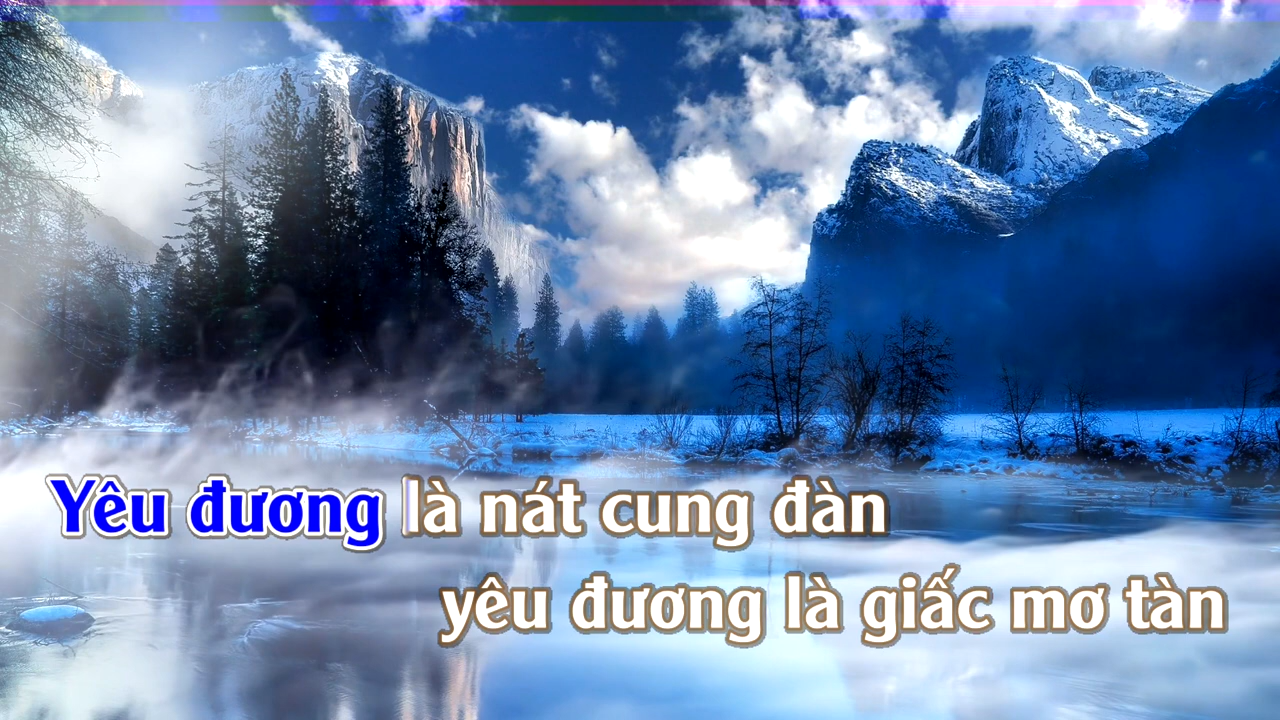 Yêu đương là nát cung đàn
yêu đương là giấc mơ tàn